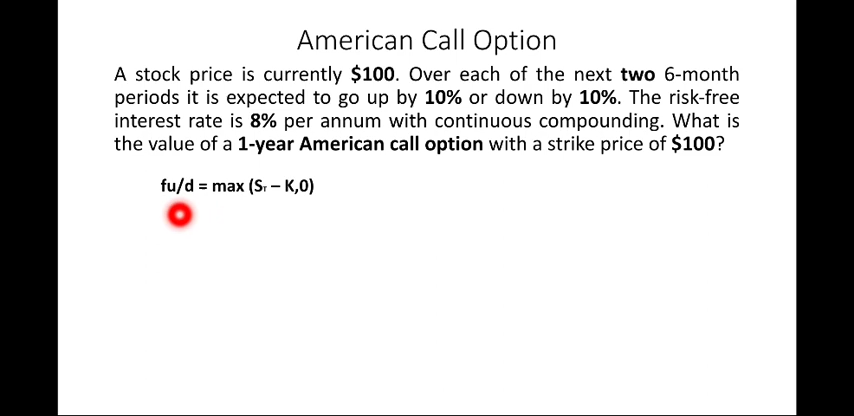 American Call Option
A stock price is currently $100. Over each of the next two 6-month
periods it is expected to go up by 10% or down by 10%. The risk-free
interest rate is 8% per annum with continuous compounding. What is
the value of a 1-year American call option with a strike price of $100?
fu/d = max (Sₜ – K,0)